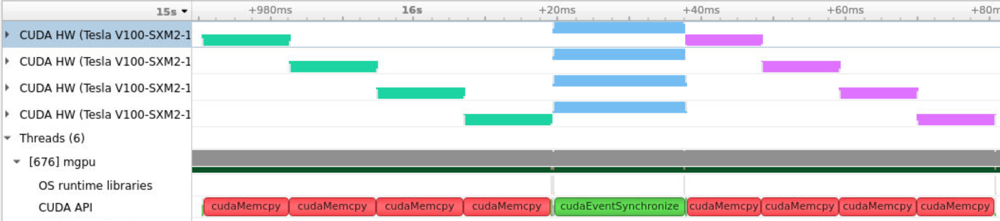 15s +980ms 16s +20ms +40ms +60ms +80m
CUDA HW (Tesla V100-SXM2-1
CUDA HW (Tesla V100-SXM2-1
CUDA HW (Tesla V100-SXM2-1
CUDA HW (Tesla V100-SXM2-1
Threads (6)
[676] mgpu
OS runtime libraries
CUDA API cudaMemcpy cudaMemcpy cudaMemcpy cudaMemcpy cudaEventSynchronize cudaMemcpy cudaMemcpy cudaMemcpy cudaMemcpy